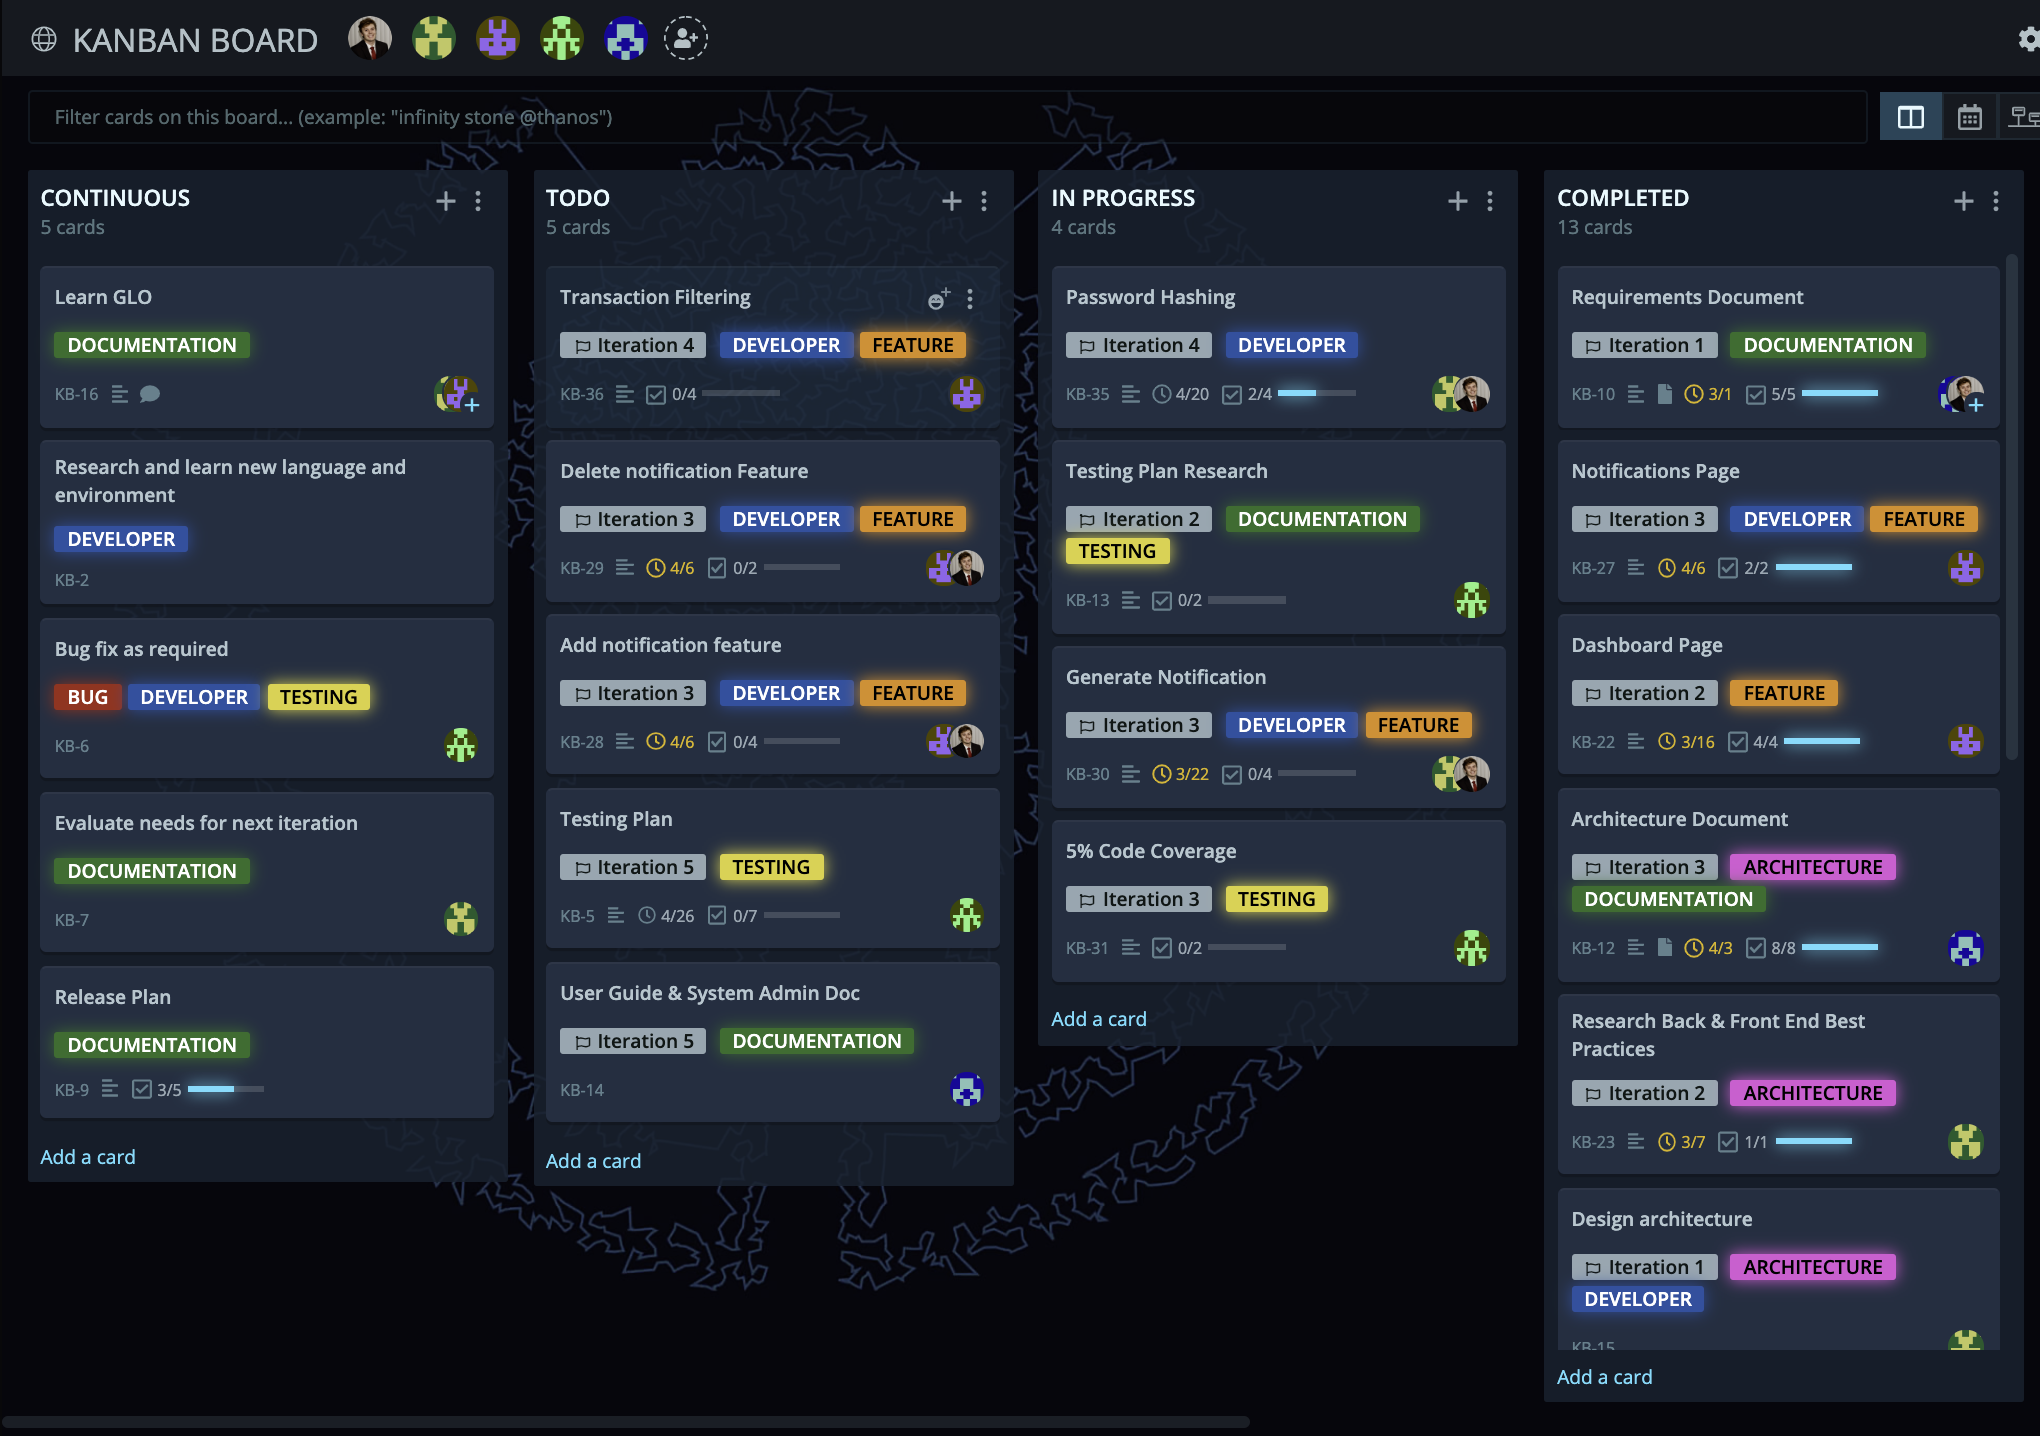 KANBAN BOARD
Filter cards on this board... (example: "infinity stone @thanos")
CONTINUOUS
5 cards
Learn GLO
DOCUMENTATION
KB-16
Research and learn new language and
environment
DEVELOPER
KB-2
Bug fix as required
BUG DEVELOPER TESTING
KB-6
Evaluate needs for next iteration
DOCUMENTATION
KB-7
Release Plan
DOCUMENTATION
KB-9 3/5
Add a card
TODO
5 cards
Transaction Filtering
Iteration 4 DEVELOPER FEATURE
KB-36 0/4
Delete notification Feature
Iteration 3 DEVELOPER FEATURE
KB-29 4/6 0/2
Add notification feature
Iteration 3 DEVELOPER FEATURE
KB-28 4/6 0/4
Testing Plan
Iteration 5 TESTING
KB-5 4/26 0/7
User Guide & System Admin Doc
Iteration 5 DOCUMENTATION
KB-14
Add a card
IN PROGRESS
4 cards
Password Hashing
Iteration 4 DEVELOPER
KB-35 4/20 2/4
Testing Plan Research
Iteration 2 DOCUMENTATION
TESTING
KB-13 0/2
Generate Notification
Iteration 3 DEVELOPER FEATURE
KB-30 3/22 0/4
5% Code Coverage
Iteration 3 TESTING
KB-31 0/2
Add a card
COMPLETED
13 cards
Requirements Document
Iteration 1 DOCUMENTATION
KB-10 3/1 5/5
Notifications Page
Iteration 3 DEVELOPER FEATURE
KB-27 4/6 2/2
Dashboard Page
Iteration 2 FEATURE
KB-22 3/16 4/4
Architecture Document
Iteration 3 ARCHITECTURE
DOCUMENTATION
KB-12 4/3 8/8
Research Back & Front End Best
Practices
Iteration 2 ARCHITECTURE
KB-23 3/7 1/1
Design architecture
Iteration 1 ARCHITECTURE
DEVELOPER
KB-15
Add a card